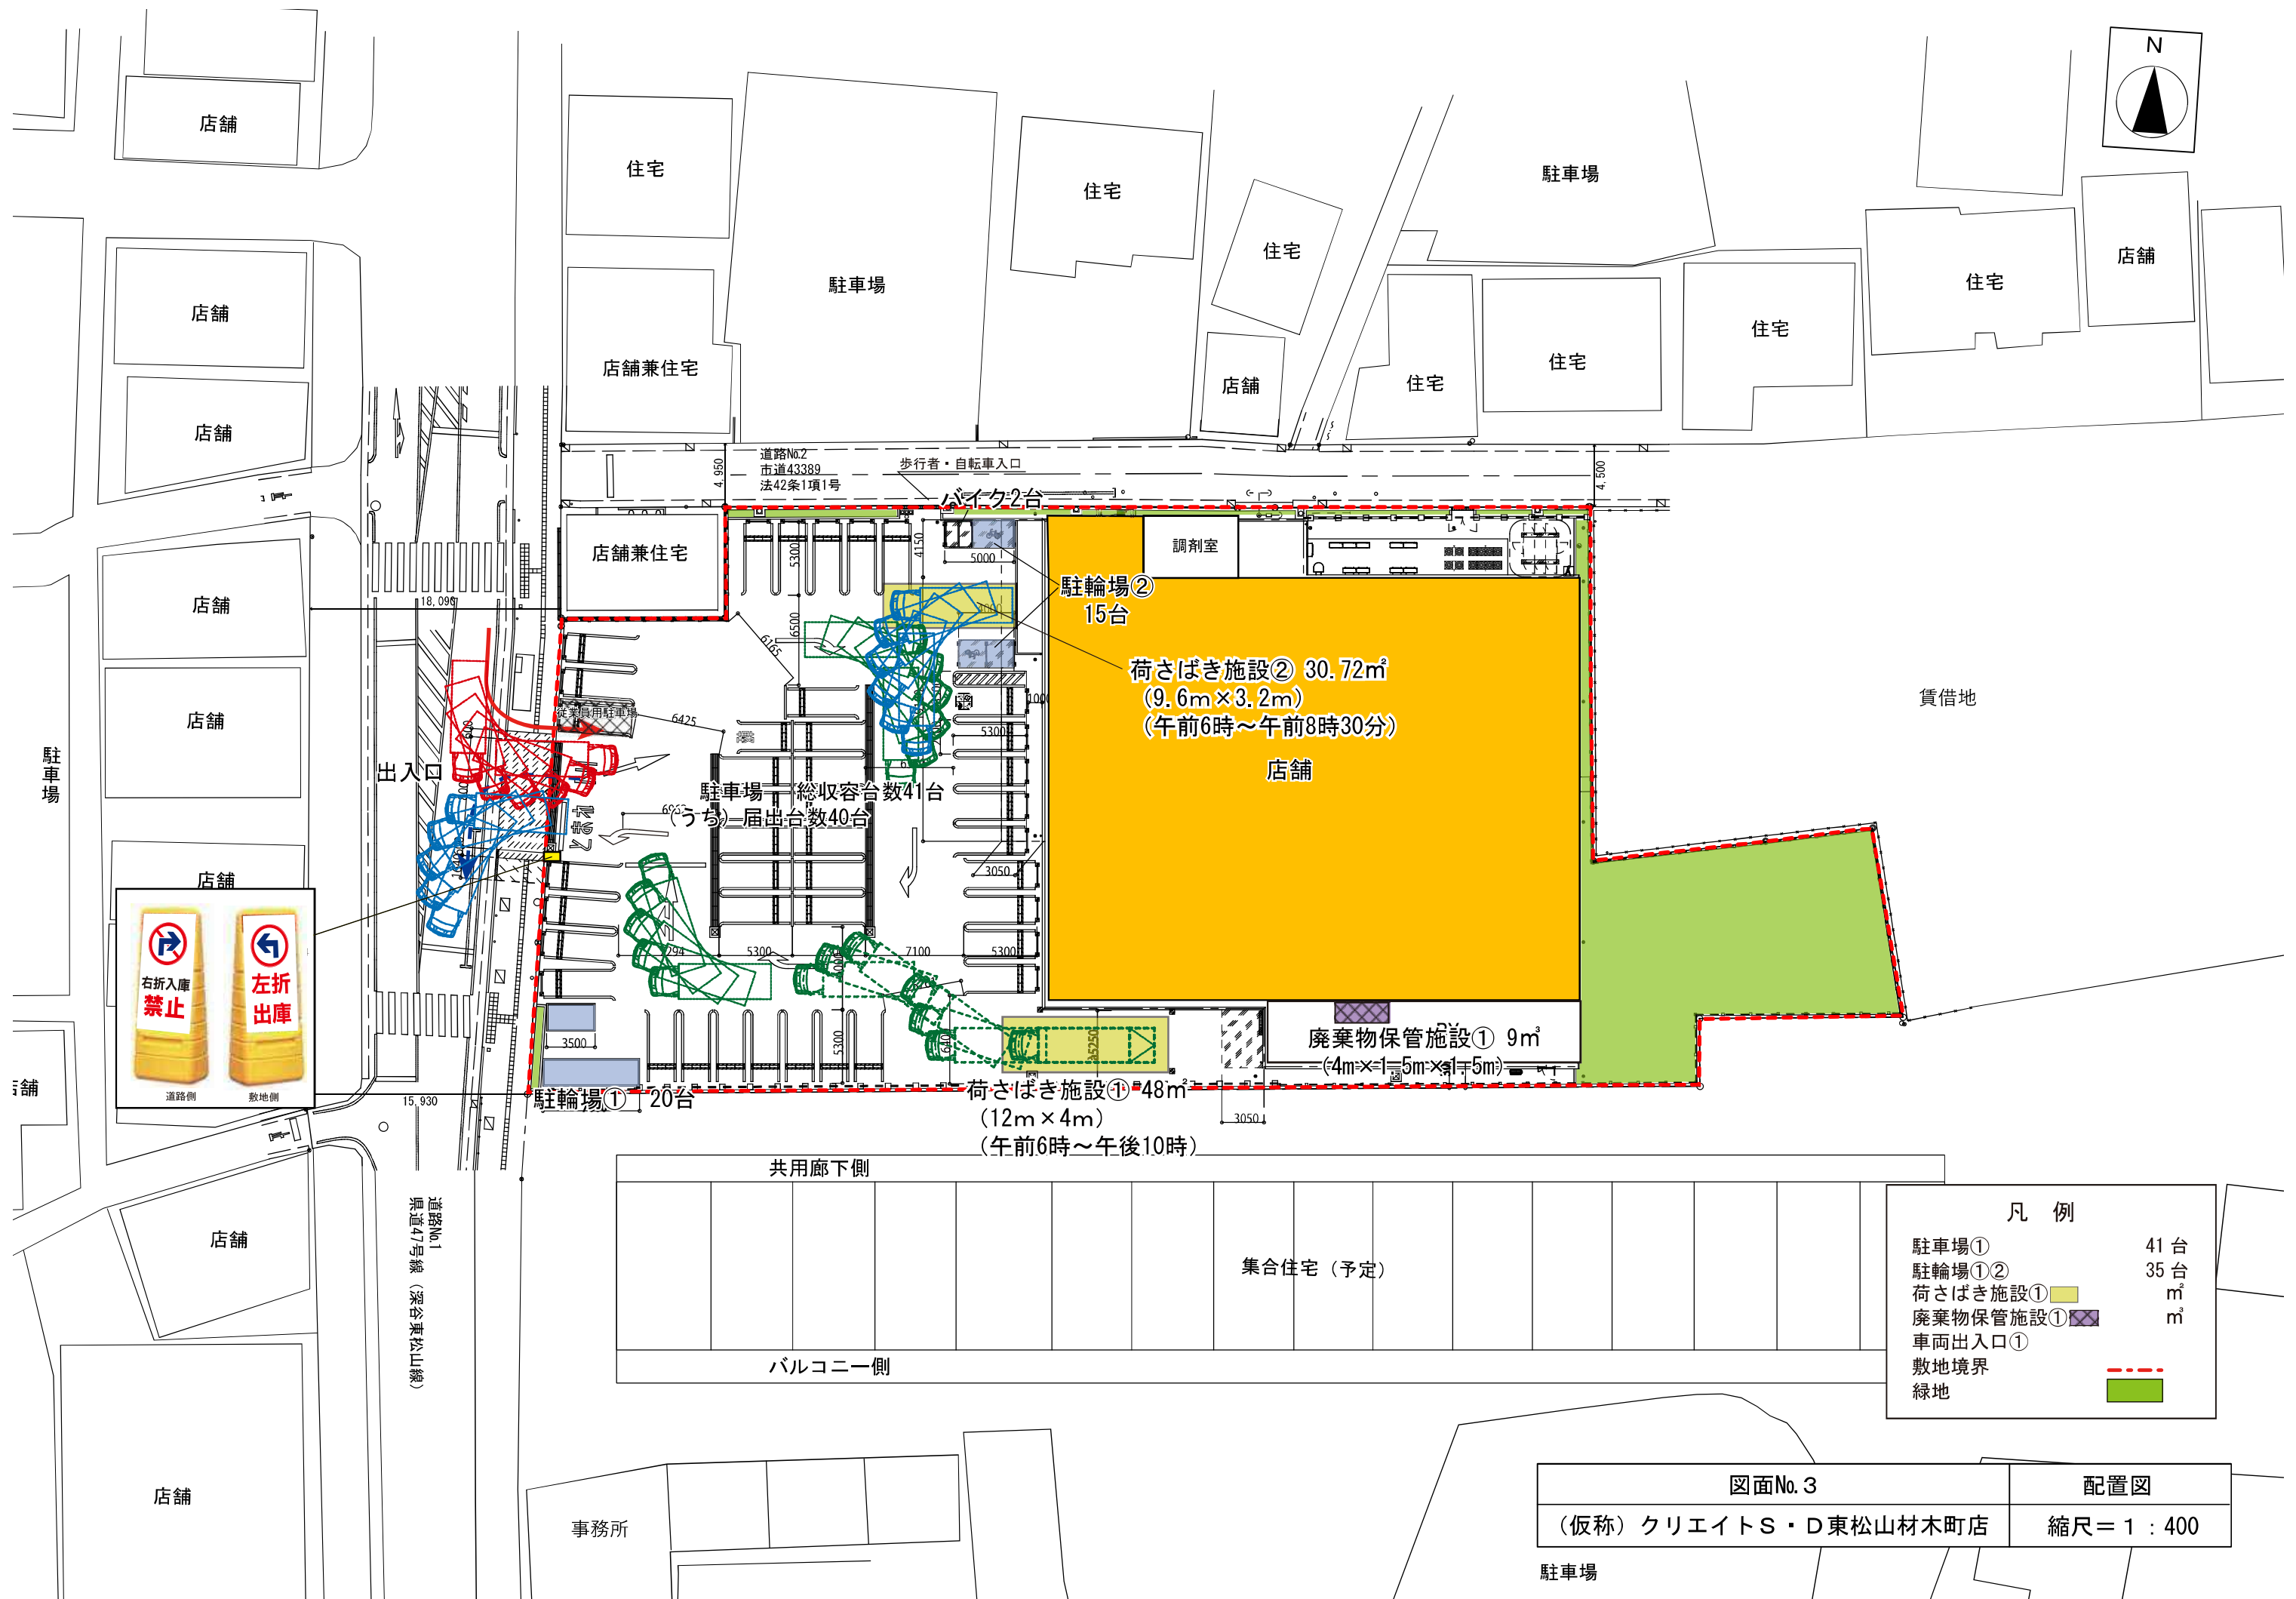 N
店舗
住宅
駐車場
住宅
住宅
駐車場
住宅
店舗
店舗
駐車場
店舗兼住宅
店舗
住宅
住宅
住宅
店舗
道路№2
市道43389
法42条1項1号
4,950
歩行者・自転車入口
4,500
バイク2台
店舗兼住宅
調剤室
5300
4150
5000
駐輪場②
15台
店舗
18,096
6500
6165
荷さばき施設② 30.72㎡
(9.6m×3.2m)
(午前6時~午前8時30分)
賃借地
従業員用駐車場
6425
5300
店舗
駐車場
出入口
店舗
駐車場 総収容台数41台
(うち)届出台数40台
止まれ
3050
店舗
右折入庫
禁止
左折
出庫
道路側
敷地側
5300
7100
5300
3500
5300
5250
廃棄物保管施設① 9㎥
(4m×1.5m×1.5m)
15,930
駐輪場① 20台
荷さばき施設① 48㎡
(12m×4m)
(午前6時~午後10時)
3050
共用廊下側
道路№1
県道47号線(深谷東松山線)
店舗
集合住宅(予定)
バルコニー側
凡 例
駐車場① 41台
駐輪場①② 35台
荷さばき施設① ㎡
廃棄物保管施設① ㎥
車両出入口①
敷地境界
緑地
店舗
事務所
図面№.3 配置図
(仮称)クリエイトS・D東松山材木町店 縮尺=1:400
駐車場